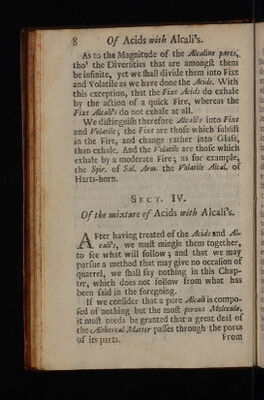 8 Of Acids with Alcali's.
As to the Magnitude of the Alcaline parts,
tho' the Diversities that are amongst them
be infinite, yet we shall divide them into Fixt
and Volatile as we have done the Acids. With
this exception, that the Fixt Acids do exhale
by the action of a quick Fire, whereas the
Fixt Alcali's do not exhale at all.
We distinguish therefore Alcali's into Fixt
and Volatile; the Fixt are those which subsist
in the Fire, and change rather into Glass,
than exhale. And the Volatile are those which
exhale by a moderate Fire; as for example,
the Spir. of Sal. Arm. the Volatile Alcal. of
Harts-horn.
SECT. IV.
Of the mixture of Acids with Alcali's.
AFter having treated of the Acids and Al-
cali's, we must mingle them together,
to see what will follow; and that we may
pursue a method that may give no occasion of
quarrel, we shall say nothing in this Chap-
ter, which does not follow from what has
been said in the foregoing.
If we consider that a pure Alcali is compo-
sed of nothing but the most porous Moleculæ,
it must needs be granted that a great deal of
the Æthereal Matter passes through the pores
of its parts.
From